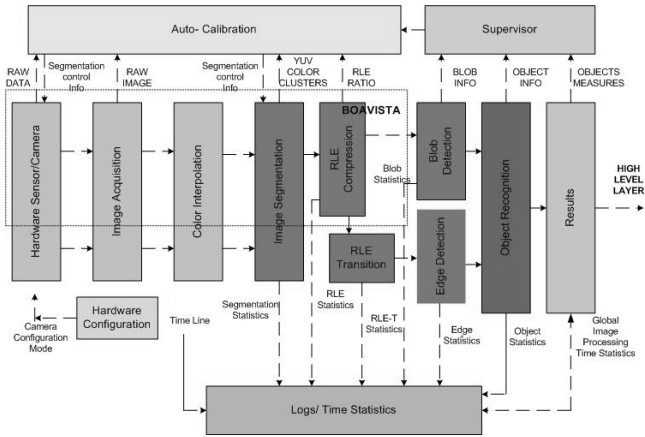 Auto- Calibration
Supervisor
RAW
DATA
Segmentation
control
Info
RAW
IMAGE
Segmentation
control Info
YUV
COLOR
CLUSTERS
RLE
RATIO
BLOB
INFO
OBJECT
INFO
OBJECTS
MEASURES
BOAVISTA
Hardware Sensor/Camera
Image Acquisition
Color Interpolation
Image Segmentation
RLE
Compression
Blob
Statistics
Blob
Detection
Object Recognition
Results
HIGH
LEVEL
LAYER
RLE
Transition
Edge Detection
Hardware
Configuration
Camera
Configuration
Mode
Time Line
Segmentation
Statistics
RLE
Statistics
RLE-T
Statistics
Edge
Statistics
Object
Statistics
Global
Image
Processing
Time Statistics
Logs/ Time Statistics